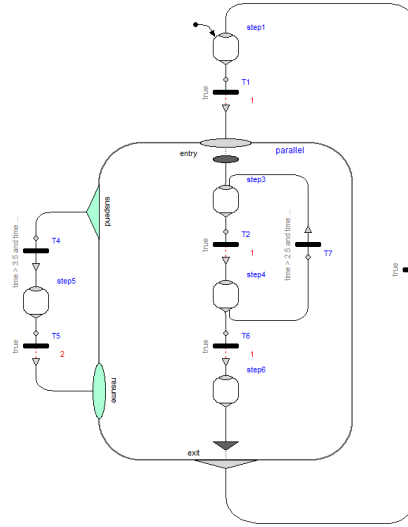 step1
T1
true
1
entry
parallel
step3
suspend
T2
true
1
time > 2.5 and time ...
T7
T4
time > 3.5 and time ...
step5
step4
T5
true
2
T6
true
1
step6
resume
exit
true